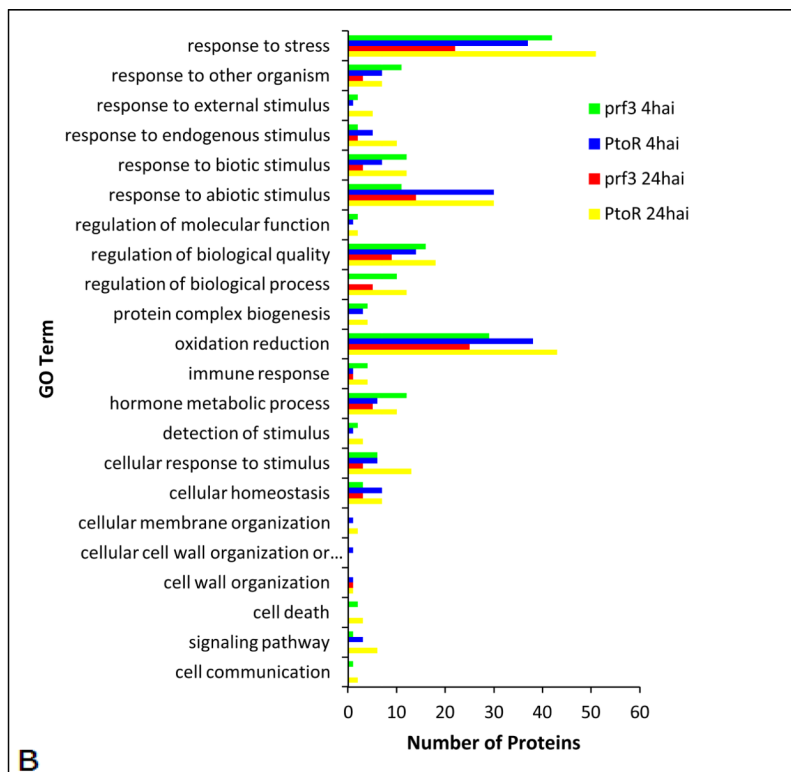 response to stress
response to other organism
response to external stimulus
response to endogenous stimulus
response to biotic stimulus
response to abiotic stimulus
regulation of molecular function
regulation of biological quality
regulation of biological process
protein complex biogenesis
oxidation reduction
immune response
hormone metabolic process
detection of stimulus
cellular response to stimulus
cellular homeostasis
cellular membrane organization
cellular cell wall organization or...
cell wall organization
cell death
signaling pathway
cell communication
GO Term
prf3 4hai
PtoR 4hai
prf3 24hai
PtoR 24hai
0 10 20 30 40 50 60
Number of Proteins
B